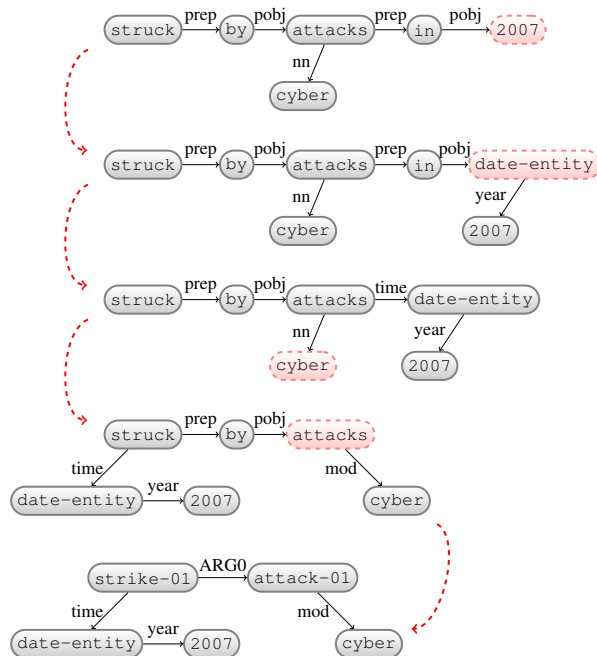 prep pobj prep pobj
struck by attacks in 2007
nn
cyber
prep pobj prep pobj
struck by attacks in date-entity
nn year
cyber 2007
prep pobj time
struck by attacks date-entity
nn year
cyber 2007
prep pobj
struck by attacks
time mod
year
date-entity 2007 cyber
ARG0
strike-01 attack-01
time mod
year
date-entity 2007 cyber